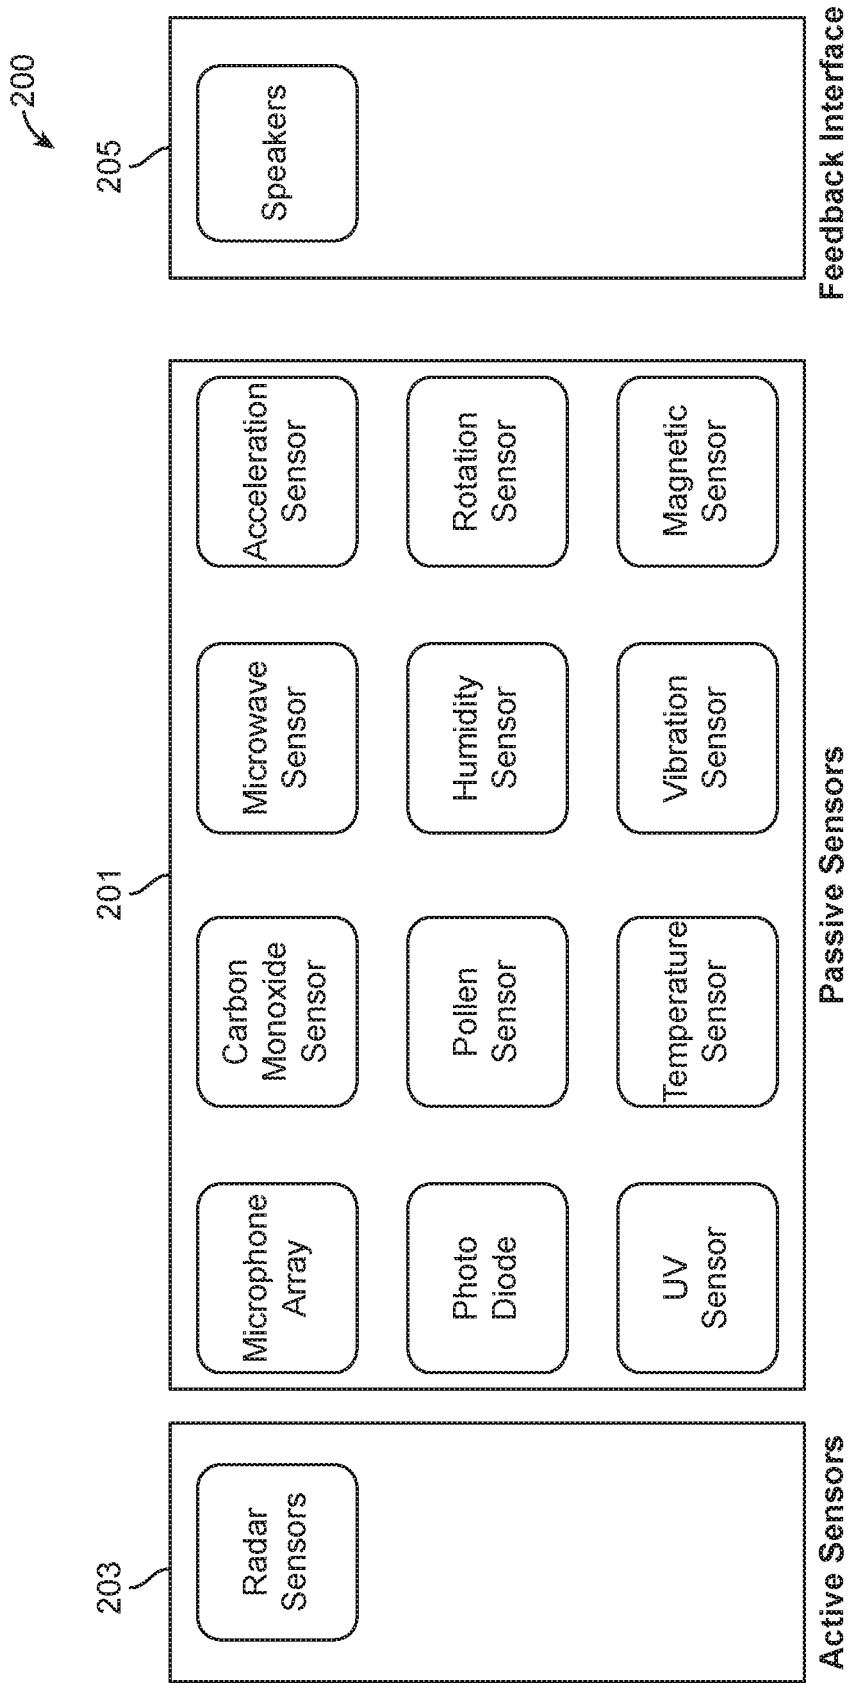 200
203
Radar
Sensors
Active Sensors
201
Microphone
Array
Carbon
Monoxide
Sensor
Microwave
Sensor
Acceleration
Sensor
Photo
Diode
Pollen
Sensor
Humidity
Sensor
Rotation
Sensor
UV
Sensor
Temperature
Sensor
Vibration
Sensor
Magnetic
Sensor
Passive Sensors
205
Speakers
Feedback Interface